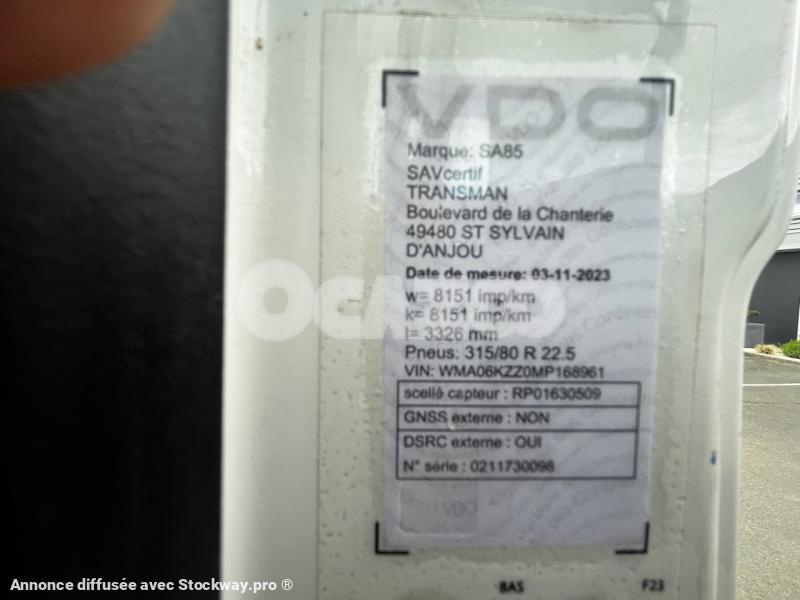 VDO
Marque: SA85
SAVcertif
TRANSMAN
Boulevard de la Chanterie
49480 ST SYLVAIN
D'ANJOU
Date de mesure: 03-11-2023
w= 8151 imp/km
k= 8151 imp/km
l= 3326 mm
Pneus: 315/80 R 22.5
VIN: WMA06KZZ0MP168961
scellé capteur : RP01630509
GNSS externe : NON
DSRC externe : OUI
N° série : 0211730098
8AS F23
Annonce diffusée avec Stockway.pro ®